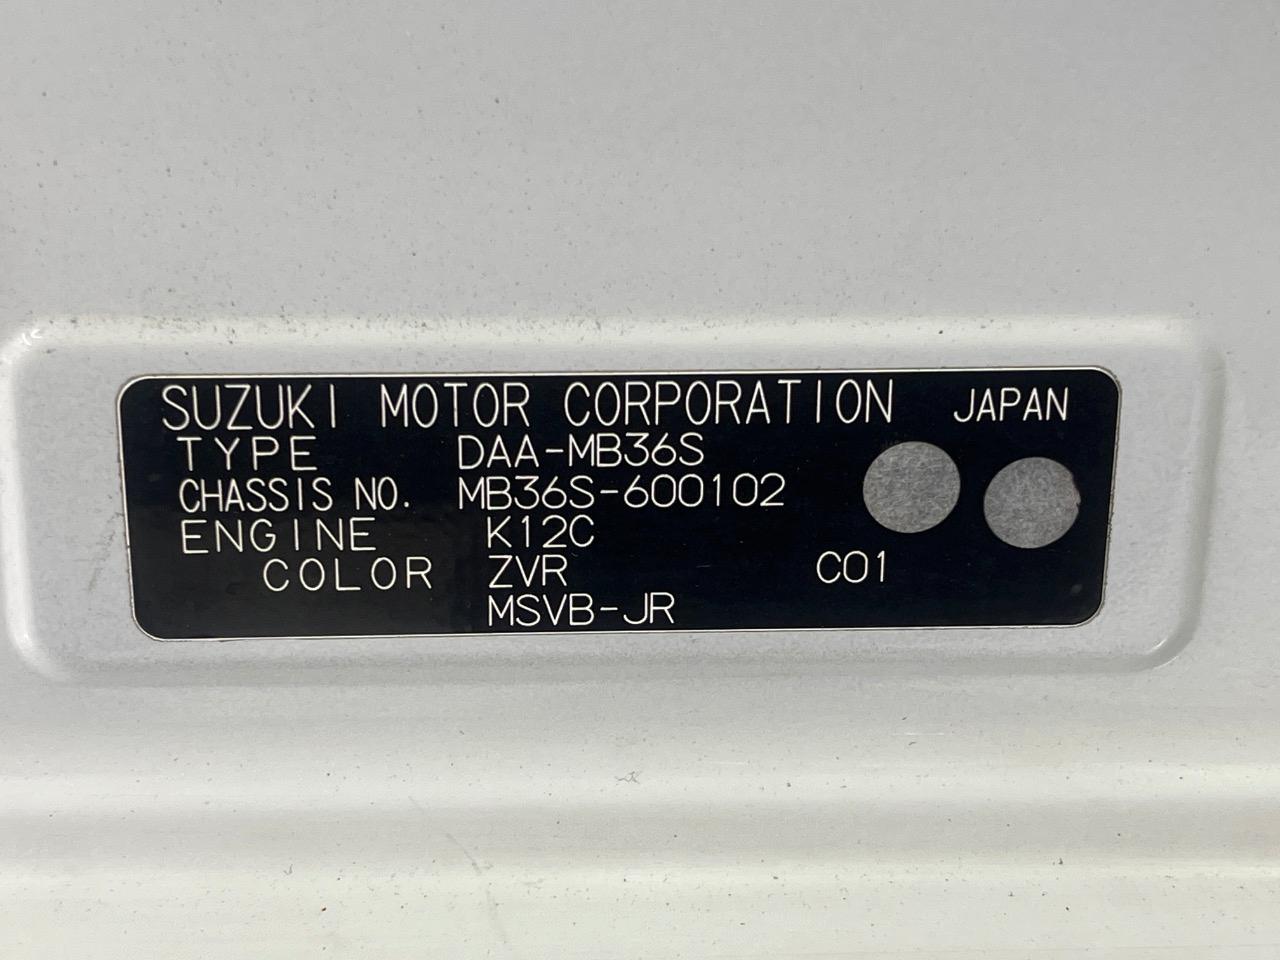 SUZUKI MOTOR CORPORATION JAPAN
TYPE DAA-MB36S
CHASSIS NO. MB36S-600102
ENGINE K12C
COLOR ZVR C01
MSVB-JR